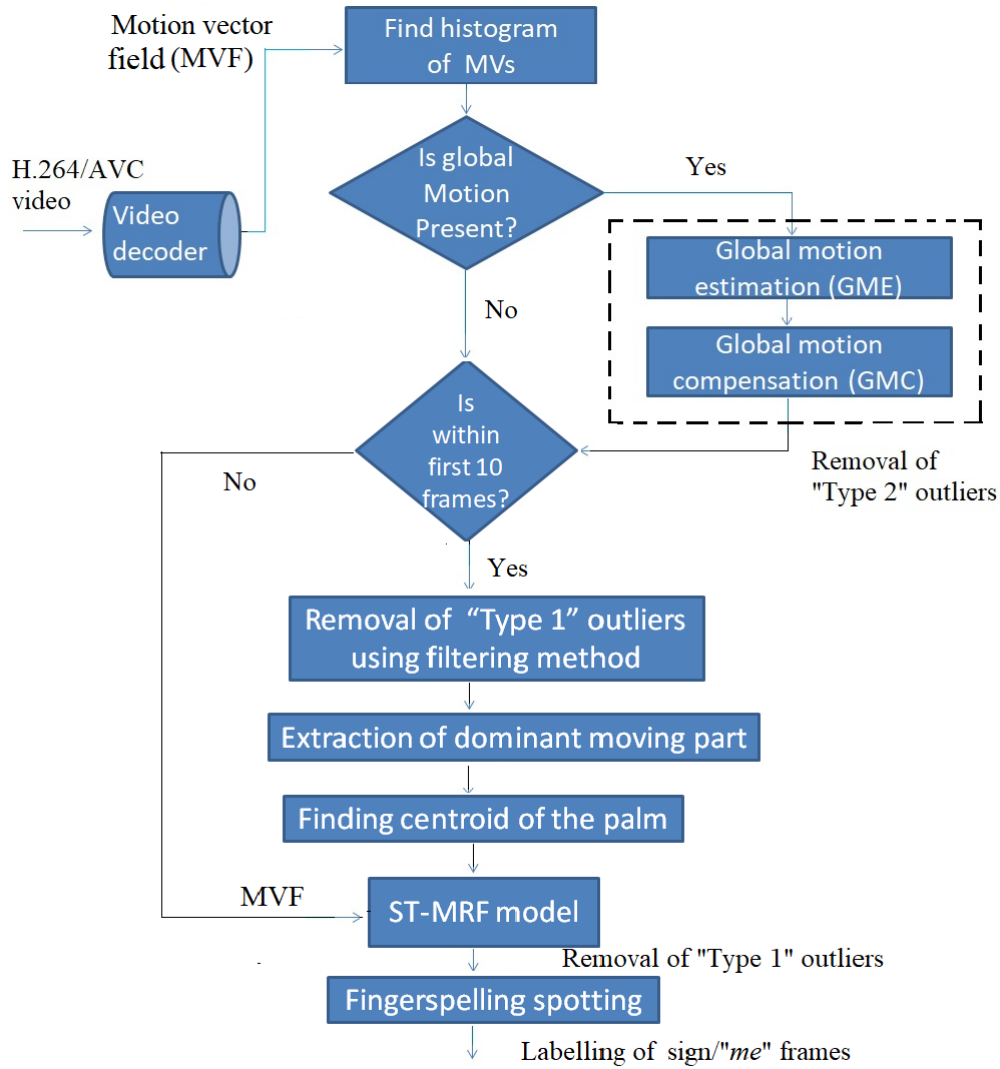 Motion vector
field (MVF)
Find histogram
of MVs
H.264/AVC
video
Video
decoder
Is global
Motion
Present?
Yes
Global motion
estimation (GME)
No
Global motion
compensation (GMC)
Is
within
first 10
frames?
No
Removal of
"Type 2" outliers
Yes
Removal of “Type 1” outliers
using filtering method
Extraction of dominant moving part
Finding centroid of the palm
MVF
ST-MRF model
Removal of "Type 1" outliers
Fingerspelling spotting
Labelling of sign/"me" frames